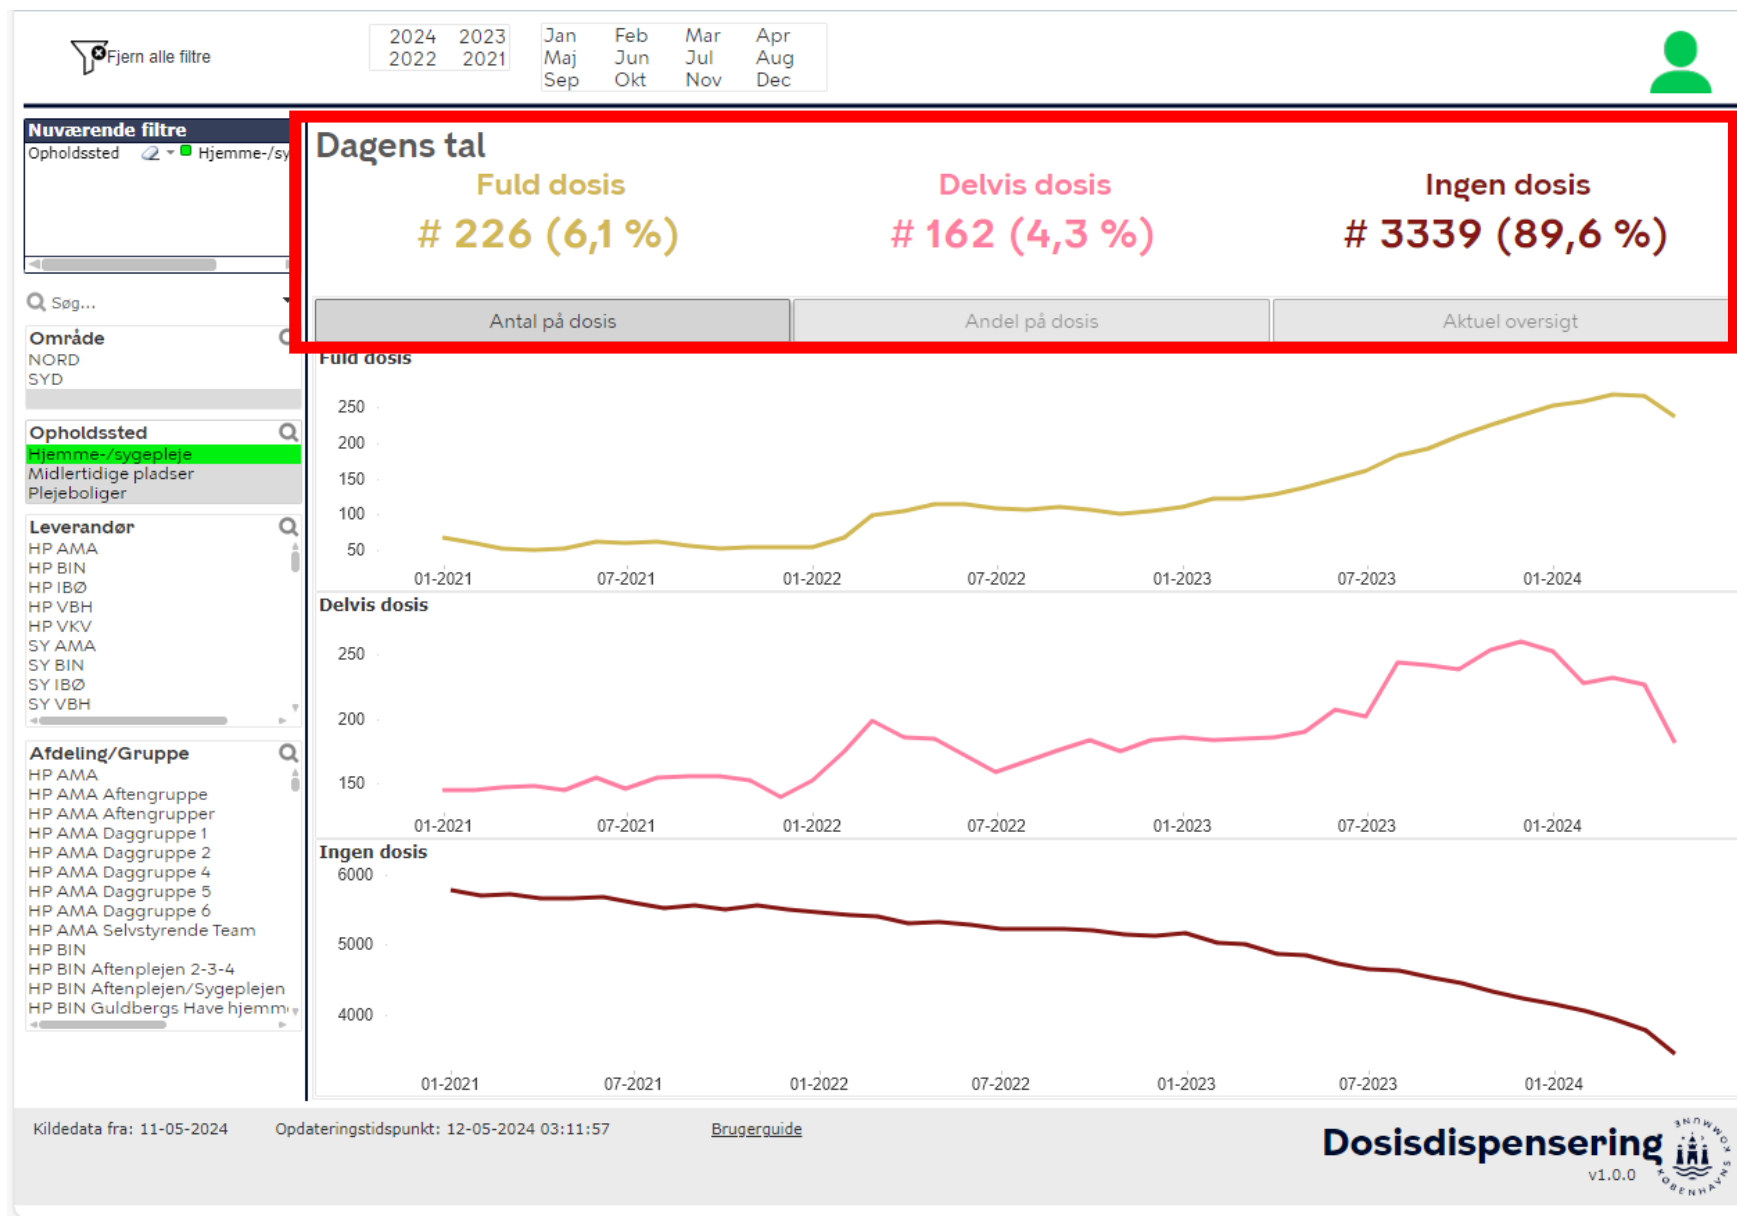 Fjern alle filtre
2024 2023
2022 2021
Jan Feb Mar Apr
Maj Jun Jul Aug
Sep Okt Nov Dec
Nuværende filtre
Opholdssted Hjemme-/sy
Søg...
Område
NORD
SYD
Opholdssted
Hjemme-/sygepleje
Midlertidige pladser
Plejeboliger
Leverandør
HP AMA
HP BIN
HP IBØ
HP VBH
HP VKV
SY AMA
SY BIN
SY IBØ
SY VBH
Afdeling/Gruppe
HP AMA
HP AMA Aftengruppe
HP AMA Aftengrupper
HP AMA Daggruppe 1
HP AMA Daggruppe 2
HP AMA Daggruppe 4
HP AMA Daggruppe 5
HP AMA Daggruppe 6
HP AMA Selvstyrende Team
HP BIN
HP BIN Aftenplejen 2-3-4
HP BIN Aftenplejen/Sygeplejen
HP BIN Guldbergs Have hjemm
Dagens tal
Fuld dosis Delvis dosis Ingen dosis
# 226 (6,1 %) # 162 (4,3 %) # 3339 (89,6 %)
Antal på dosis Andel på dosis Aktuel oversigt
Fuld dosis
250
200
150
100
50
01-2021 07-2021 01-2022 07-2022 01-2023 07-2023 01-2024
Delvis dosis
250
200
150
01-2021 07-2021 01-2022 07-2022 01-2023 07-2023 01-2024
Ingen dosis
6000
5000
4000
01-2021 07-2021 01-2022 07-2022 01-2023 07-2023 01-2024
Kildedata fra: 11-05-2024 Opdateringstidspunkt: 12-05-2024 03:11:57 Brugerguide
Dosisdispensering
v1.0.0
KØBENHAVNS KOMMUNE